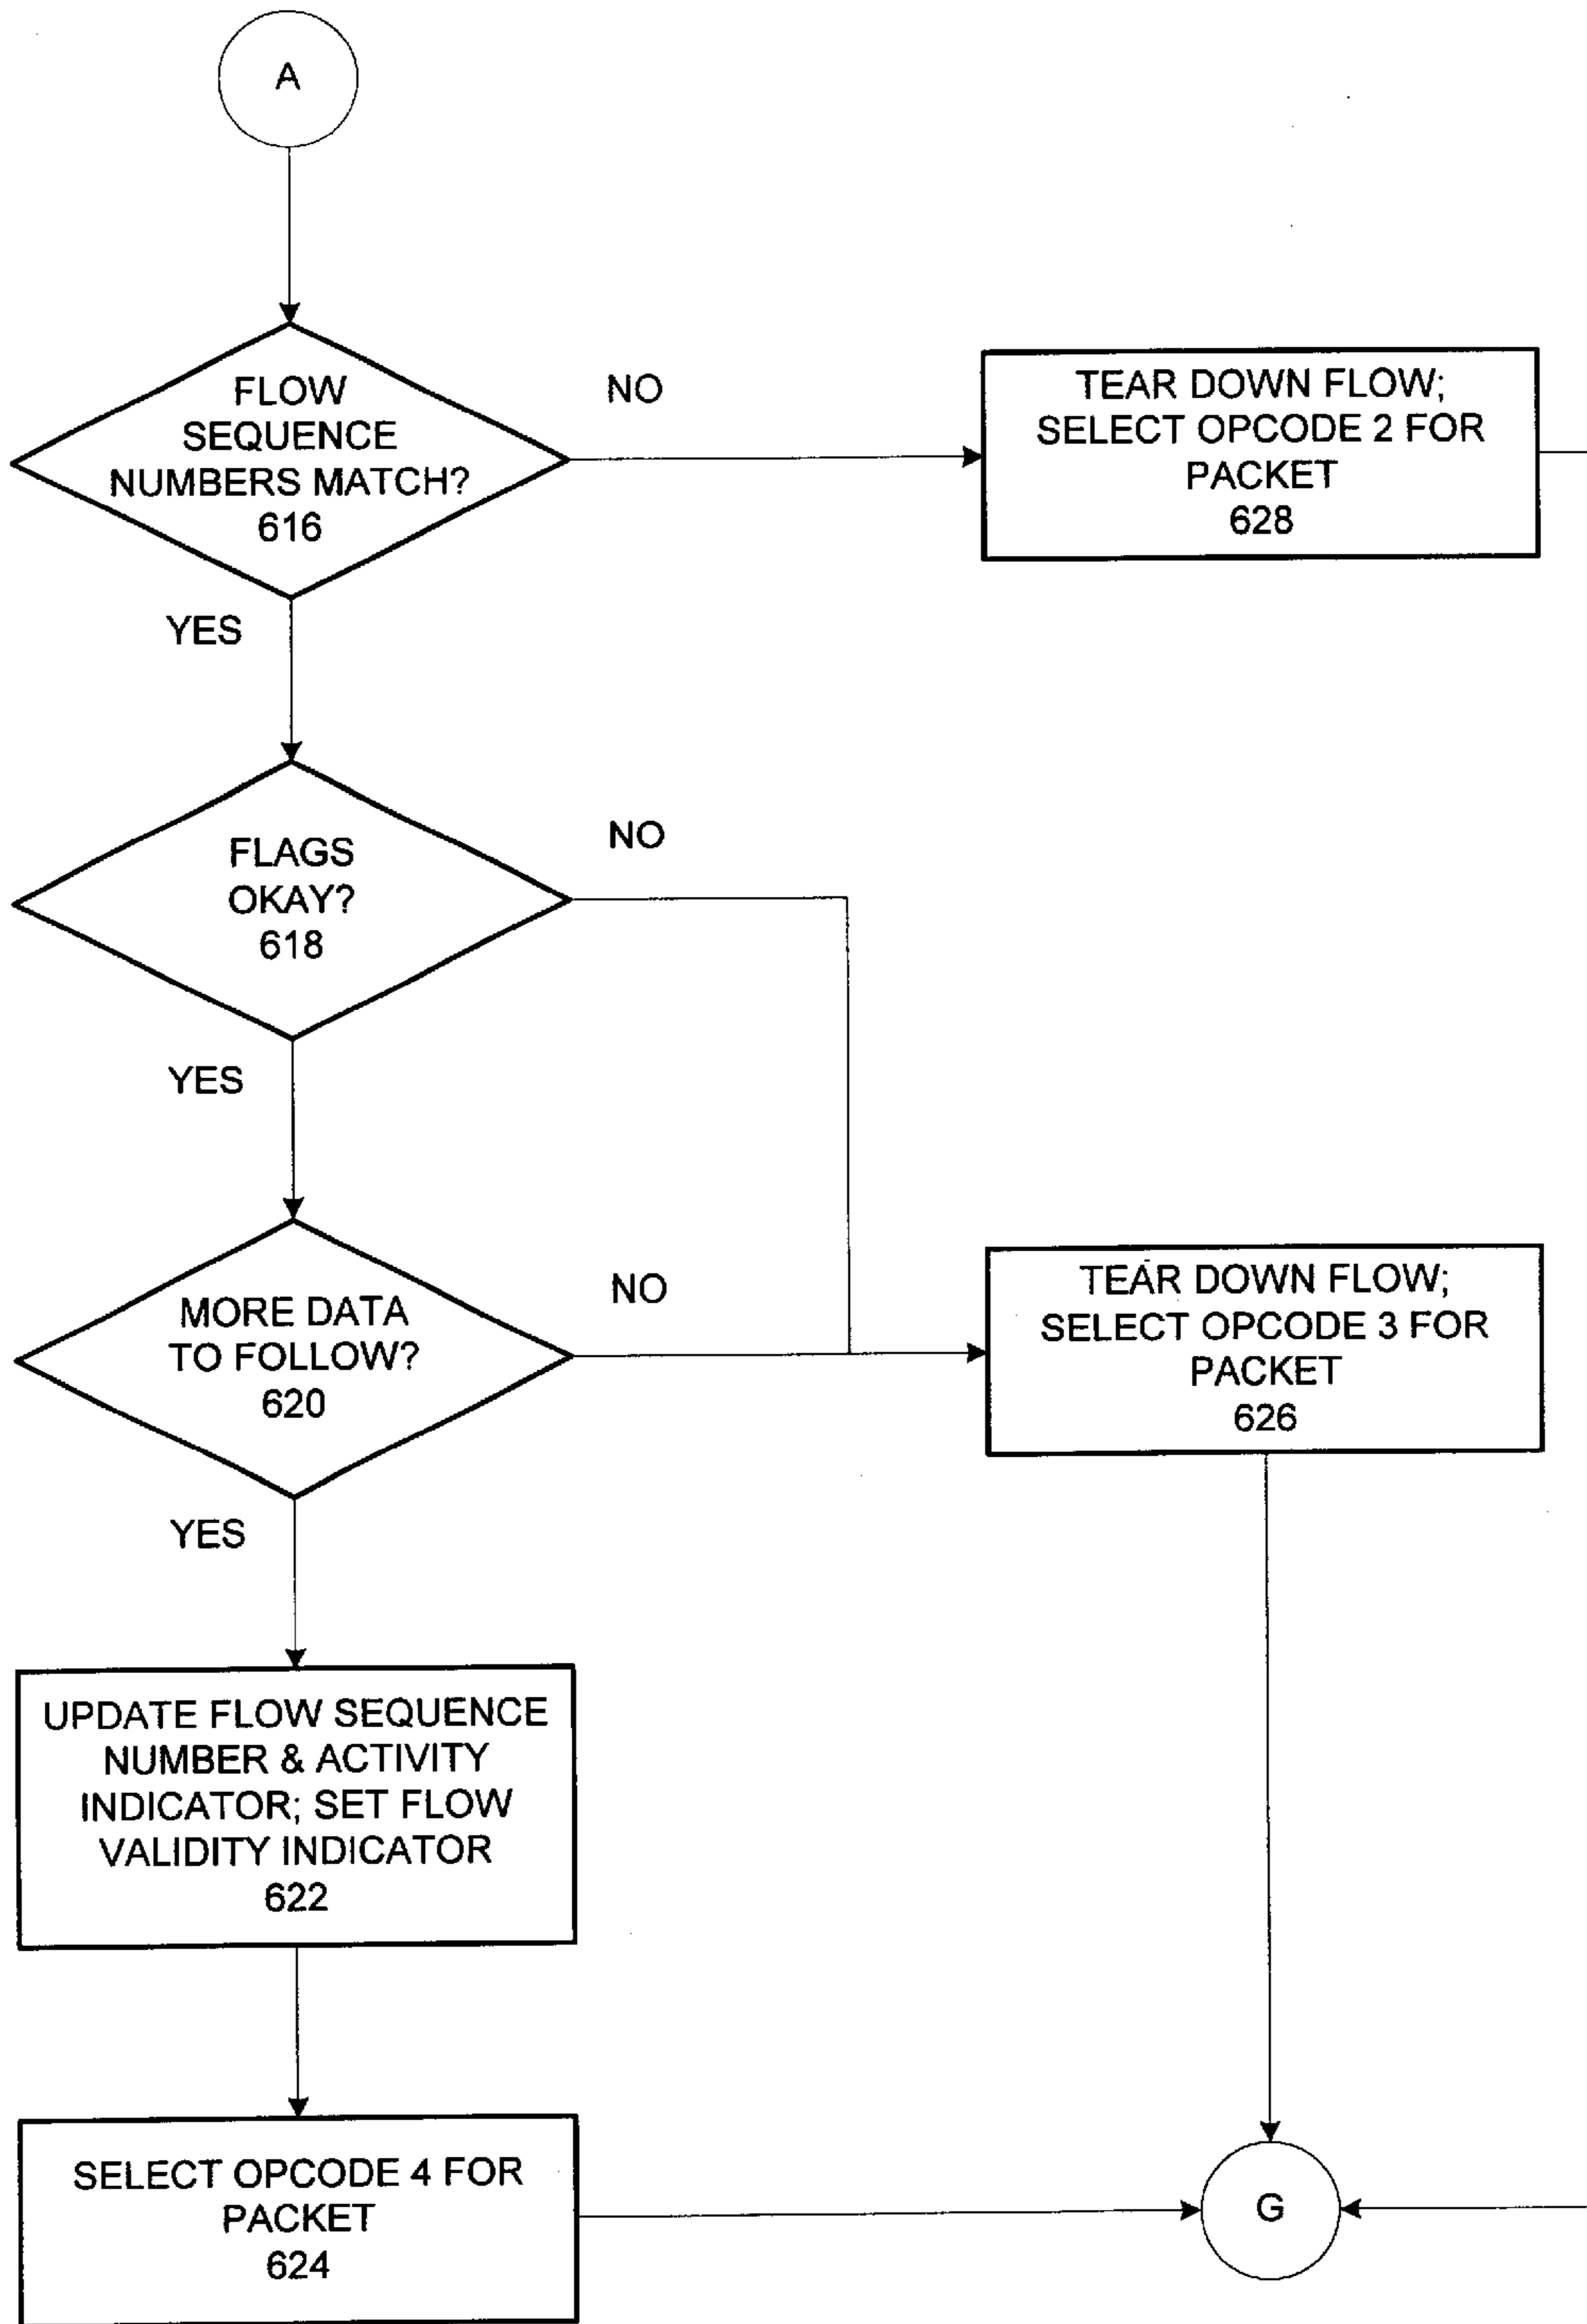 A
FLOW
SEQUENCE
NUMBERS MATCH?
616
NO
TEAR DOWN FLOW;
SELECT OPCODE 2 FOR
PACKET
628
YES
FLAGS
OKAY?
618
NO
YES
MORE DATA
TO FOLLOW?
620
NO
TEAR DOWN FLOW;
SELECT OPCODE 3 FOR
PACKET
626
YES
UPDATE FLOW SEQUENCE
NUMBER & ACTIVITY
INDICATOR; SET FLOW
VALIDITY INDICATOR
622
SELECT OPCODE 4 FOR
PACKET
624
G